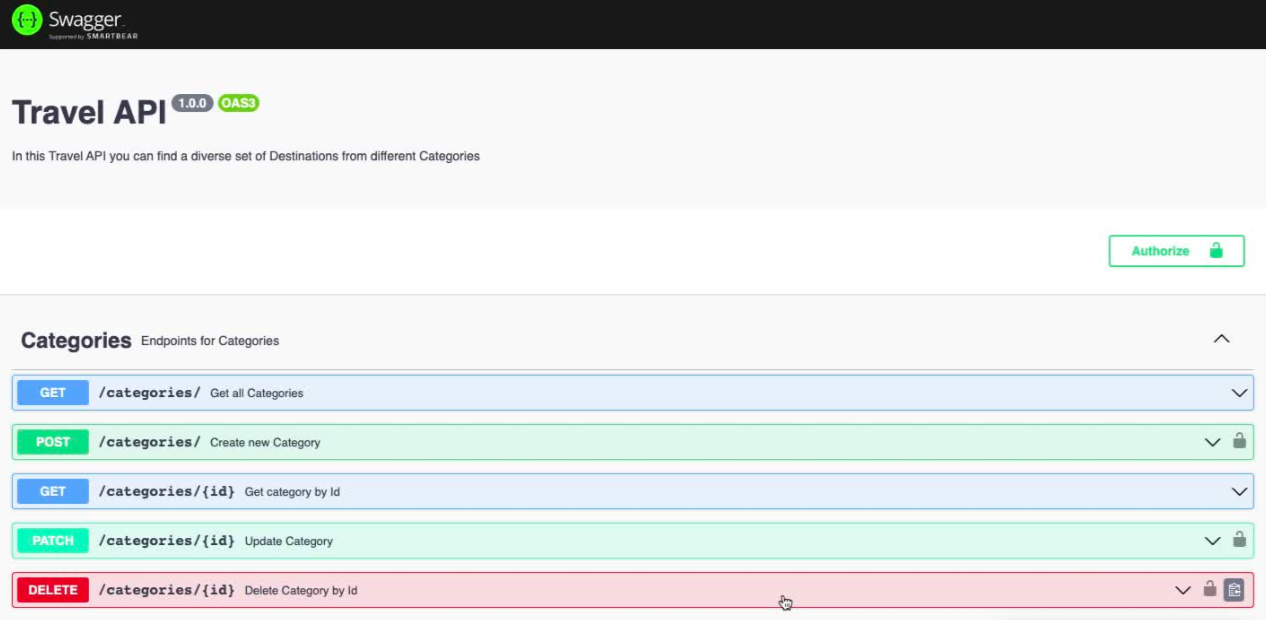 Swagger
Supported by SMARTBEAR
Travel API 1.0.0 OAS3
In this Travel API you can find a diverse set of Destinations from different Categories
Authorize
Categories Endpoints for Categories
GET /categories/ Get all Categories
POST /categories/ Create new Category
GET /categories/{id} Get category by Id
PATCH /categories/{id} Update Category
DELETE /categories/{id} Delete Category by Id